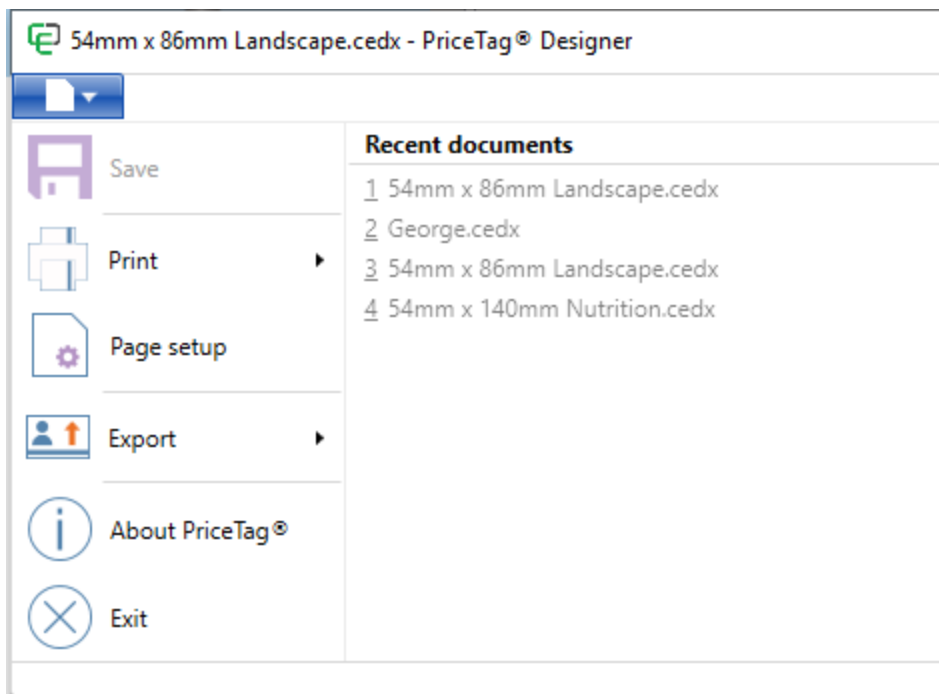 54mm x 86mm Landscape.cedx - PriceTag® Designer
Save
Print
Page setup
Export
About PriceTag®
Exit
Recent documents
1 54mm x 86mm Landscape.cedx
2 George.cedx
3 54mm x 86mm Landscape.cedx
4 54mm x 140mm Nutrition.cedx